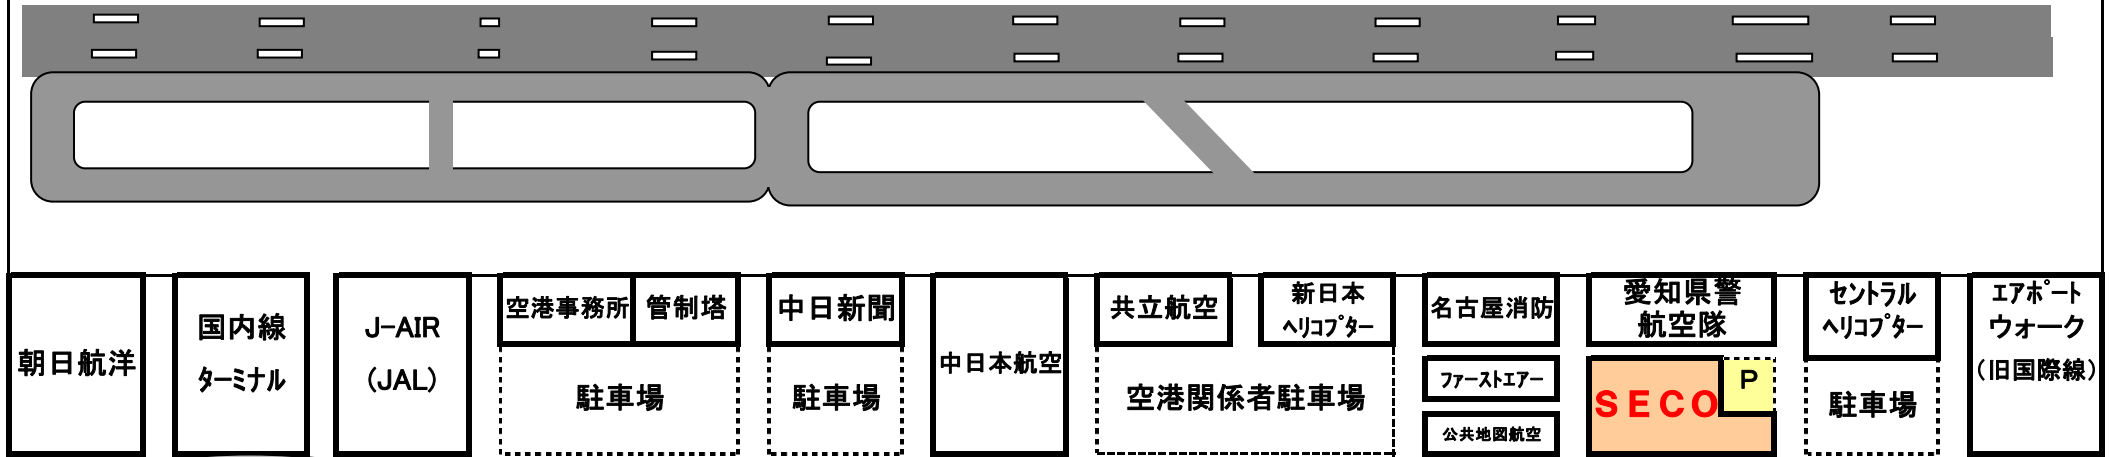 朝日航洋
国内線
ターミナル
J-AIR
(JAL)
空港事務所
管制塔
駐車場
中日新聞
駐車場
中日本航空
共立航空
新日本
ヘリコプター
空港関係者駐車場
名古屋消防
ファーストエアー
公共地図航空
愛知県警
航空隊
SECO
P
セントラル
ヘリコプター
駐車場
エアポート
ウォーク
(旧国際線)